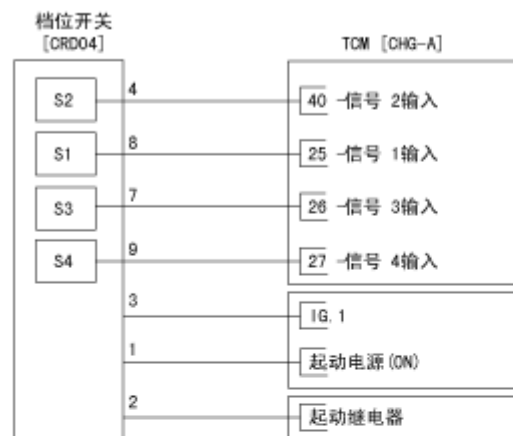 档位开关
[CRD04]
TCM [CHG-A]
S2 4 40 -信号 2输入
S1 8 25 -信号 1输入
S3 7 26 -信号 3输入
S4 9 27 -信号 4输入
3 IG.1
1 起动电源(ON)
2 起动继电器